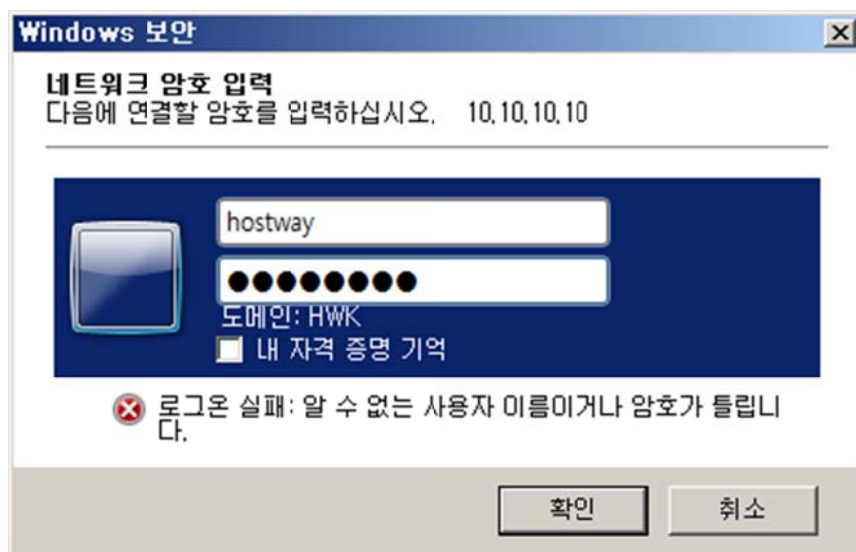 Windows 보안
네트워크 암호 입력
다음에 연결할 암호를 입력하십시오. 10.10.10.10
hostway
●●●●●●●●
도메인: HWK
내 자격 증명 기억
로그온 실패: 알 수 없는 사용자 이름이거나 암호가 틀립니
다.
확인 취소